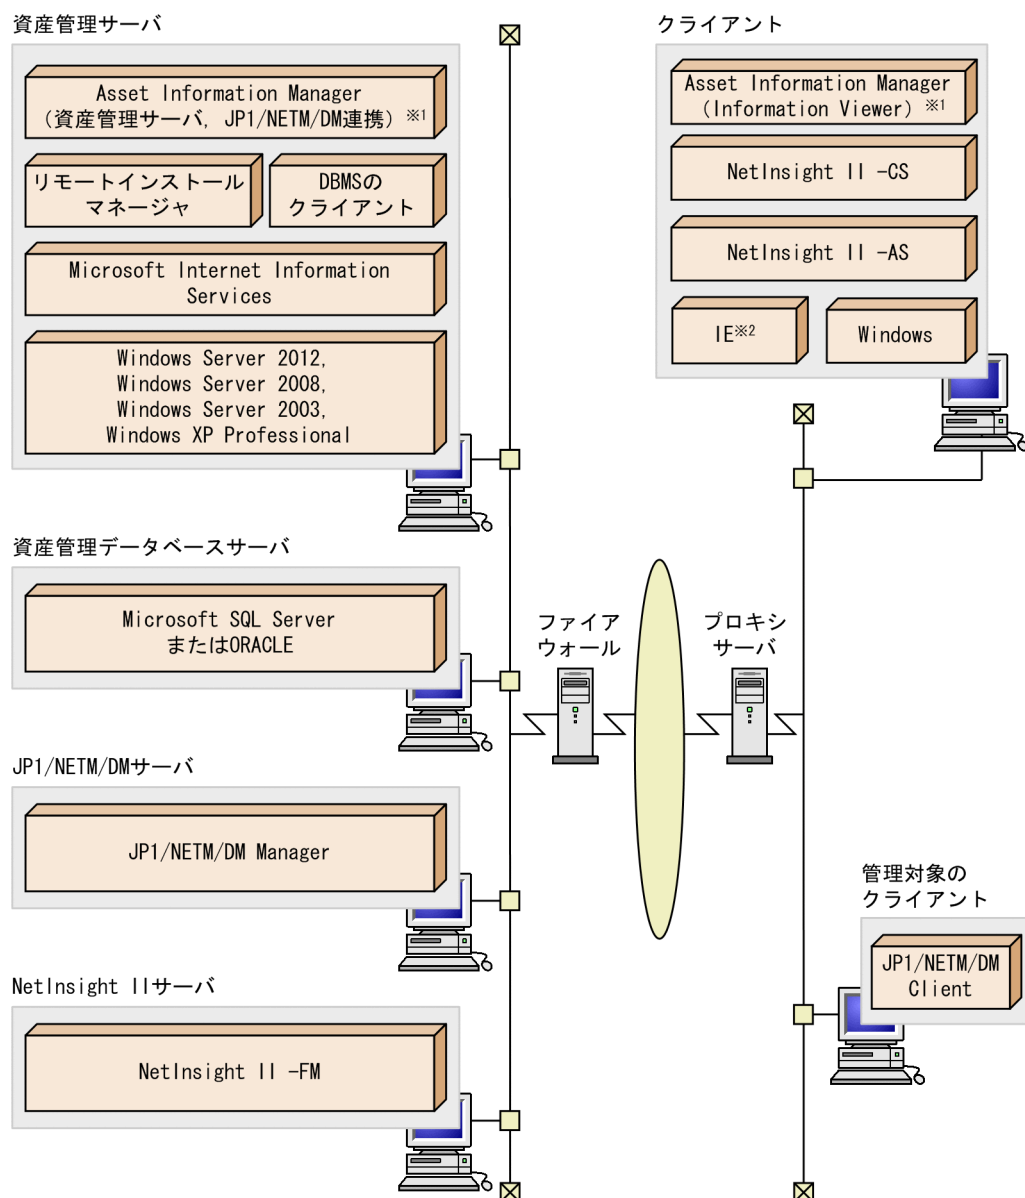 資産管理サーバ
Asset Information Manager
(資産管理サーバ, JP1/NETM/DM連携) ※1
リモートインストール
マネージャ
DBMSの
クライアント
Microsoft Internet Information
Services
Windows Server 2012,
Windows Server 2008,
Windows Server 2003,
Windows XP Professional
資産管理データベースサーバ
Microsoft SQL Server
またはORACLE
JP1/NETM/DMサーバ
JP1/NETM/DM Manager
NetInsight IIサーバ
NetInsight II -FM
ファイア
ウォール
プロキシ
サーバ
クライアント
Asset Information Manager
(Information Viewer) ※1
NetInsight II -CS
NetInsight II -AS
IE※2
Windows
管理対象の
クライアント
JP1/NETM/DM
Client